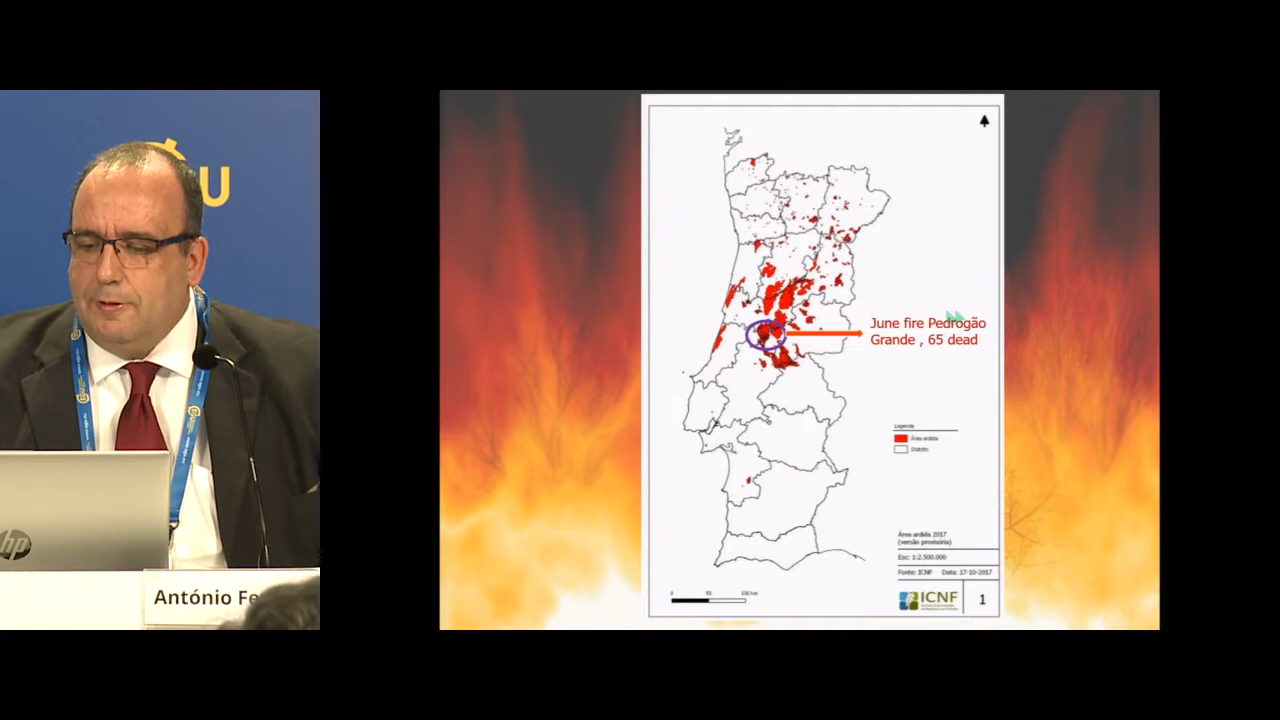 U
hp
António Fe
June fire Pedrogão
Grande , 65 dead
Legenda
Área ardida
Distrito
Área ardida 2017
(versão provisória)
Esc: 1:2.500.000
Fonte: ICNF Data: 17-10-2017
0 50 100 km
ICNF
1